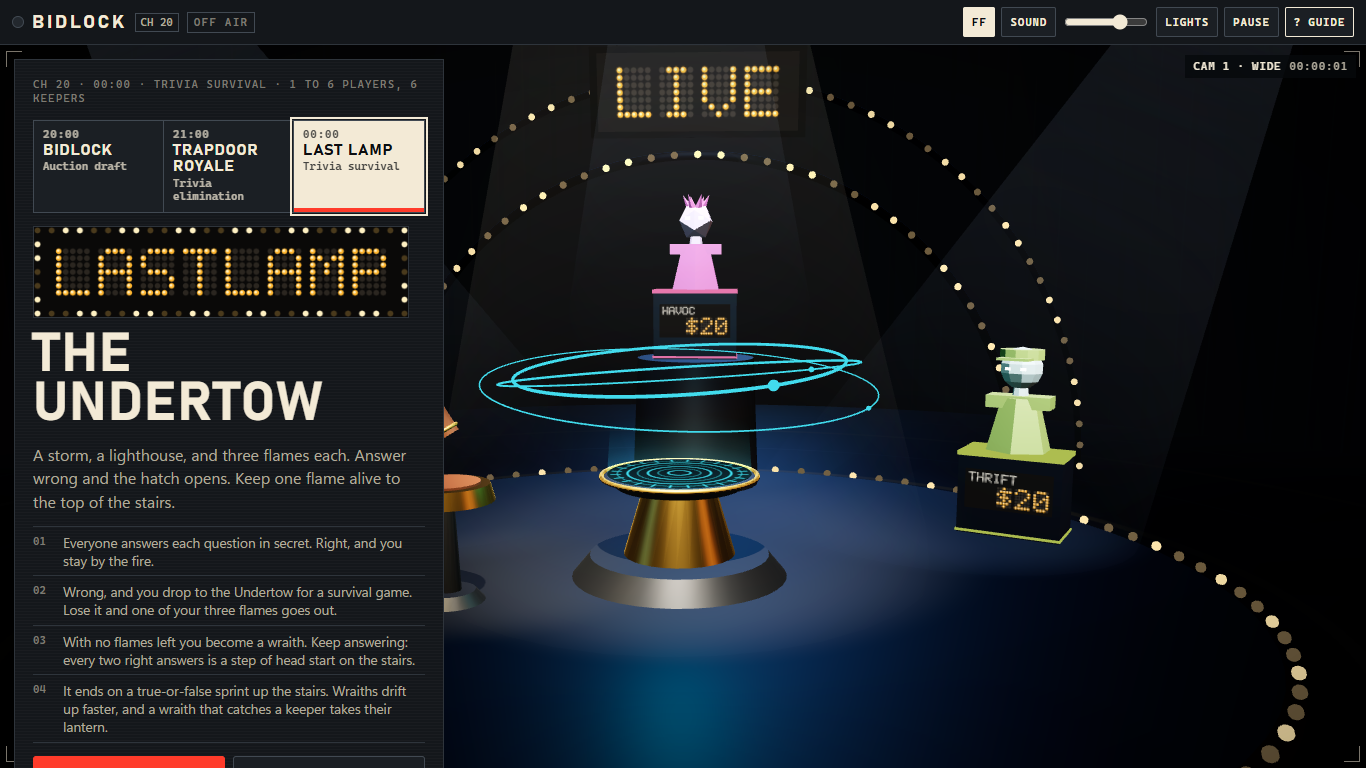 BIDLOCK CH 20 OFF AIR FF SOUND LIGHTS PAUSE ? GUIDE
CAM 1 · WIDE 00:00:01
CH 20 · 00:00 · TRIVIA SURVIVAL · 1 TO 6 PLAYERS, 6
KEEPERS
20:00
BIDLOCK
Auction draft
21:00
TRAPDOOR
ROYALE
Trivia
elimination
00:00
LAST LAMP
Trivia survival
LASTLAMP
THE
UNDERTOW
A storm, a lighthouse, and three flames each. Answer
wrong and the hatch opens. Keep one flame alive to
the top of the stairs.
01 Everyone answers each question in secret. Right, and you
stay by the fire.
02 Wrong, and you drop to the Undertow for a survival game.
Lose it and one of your three flames goes out.
03 With no flames left you become a wraith. Keep answering:
every two right answers is a step of head start on the stairs.
04 It ends on a true-or-false sprint up the stairs. Wraiths drift
up faster, and a wraith that catches a keeper takes their
lantern.
LIVE
HAVOC
$20
THRIFT
$20